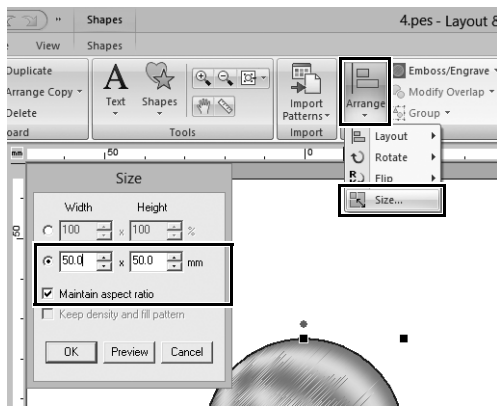 Shapes
4.pes - Layout &
View Shapes
Duplicate
Arrange Copy
Delete
Text
Shapes
Import
Patterns
Arrange
Emboss/Engrave
Modify Overlap
Group
oard
Tools
Import
mm
50
0
Layout
Rotate
Flip
Size...
50
Size
Width Height
100 x 100 %
50.0 x 50.0 mm
Maintain aspect ratio
Keep density and fill pattern
OK Preview Cancel